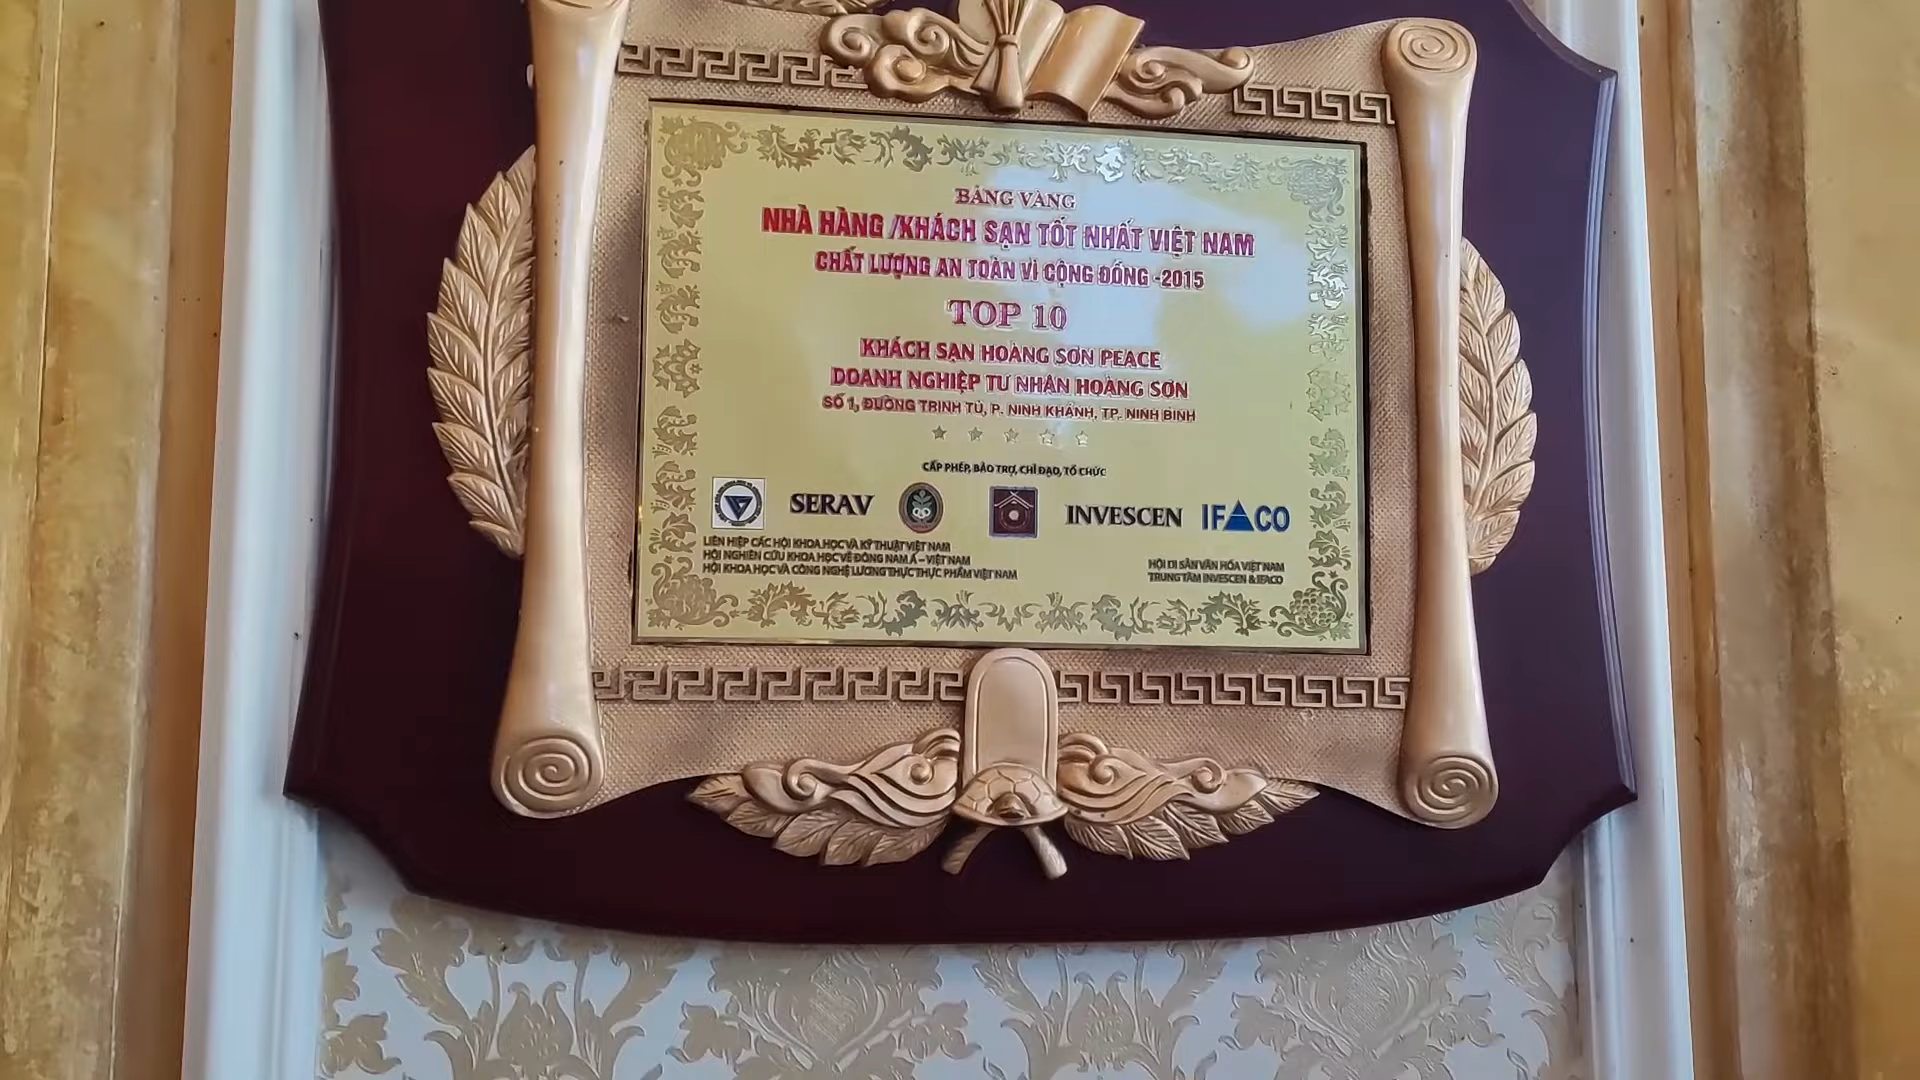 BẢNG VÀNG
NHÀ HÀNG /KHÁCH SẠN TỐT NHẤT VIỆT NAM
CHẤT LƯỢNG AN TOÀN VÌ CỘNG ĐỒNG -2015
TOP 10
KHÁCH SẠN HOÀNG SƠN PEACE
DOANH NGHIỆP TƯ NHÂN HOÀNG SƠN
SỐ 1, ĐƯỜNG TRỊNH TÚ, P. NINH KHÁNH, TP. NINH BÌNH
CẤP PHÉP, BẢO TRỢ, CHỈ ĐẠO, TỔ CHỨC
SERAV INVESCEN IFACO
LIÊN HIỆP CÁC HỘI KHOA HỌC VÀ KỸ THUẬT VIỆT NAM
HỘI NGHIÊN CỨU KHOA HỌC VỀ ĐÔNG NAM Á – VIỆT NAM
HỘI KHOA HỌC VÀ CÔNG NGHỆ LƯƠNG THỰC THỰC PHẨM VIỆT NAM
HỘI DI SẢN VĂN HÓA VIỆT NAM
TRUNG TÂM INVESCEN & IFACO